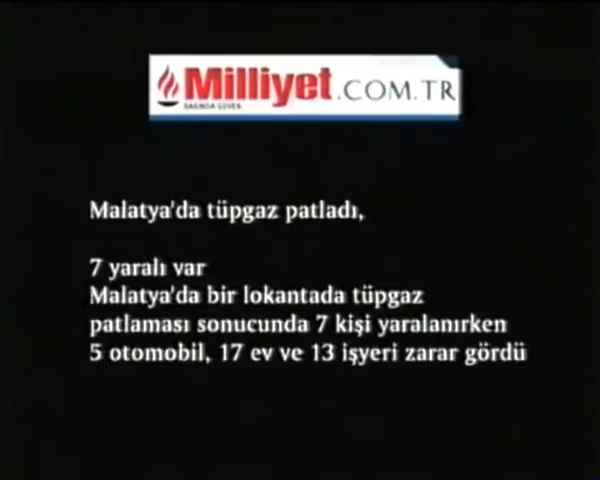 Milliyet.COM.TR
BASINDA GÜVEN
Malatya'da tüpgaz patladı,
7 yaralı var
Malatya'da bir lokantada tüpgaz
patlaması sonucunda 7 kişi yaralanırken
5 otomobil, 17 ev ve 13 işyeri zarar gördü